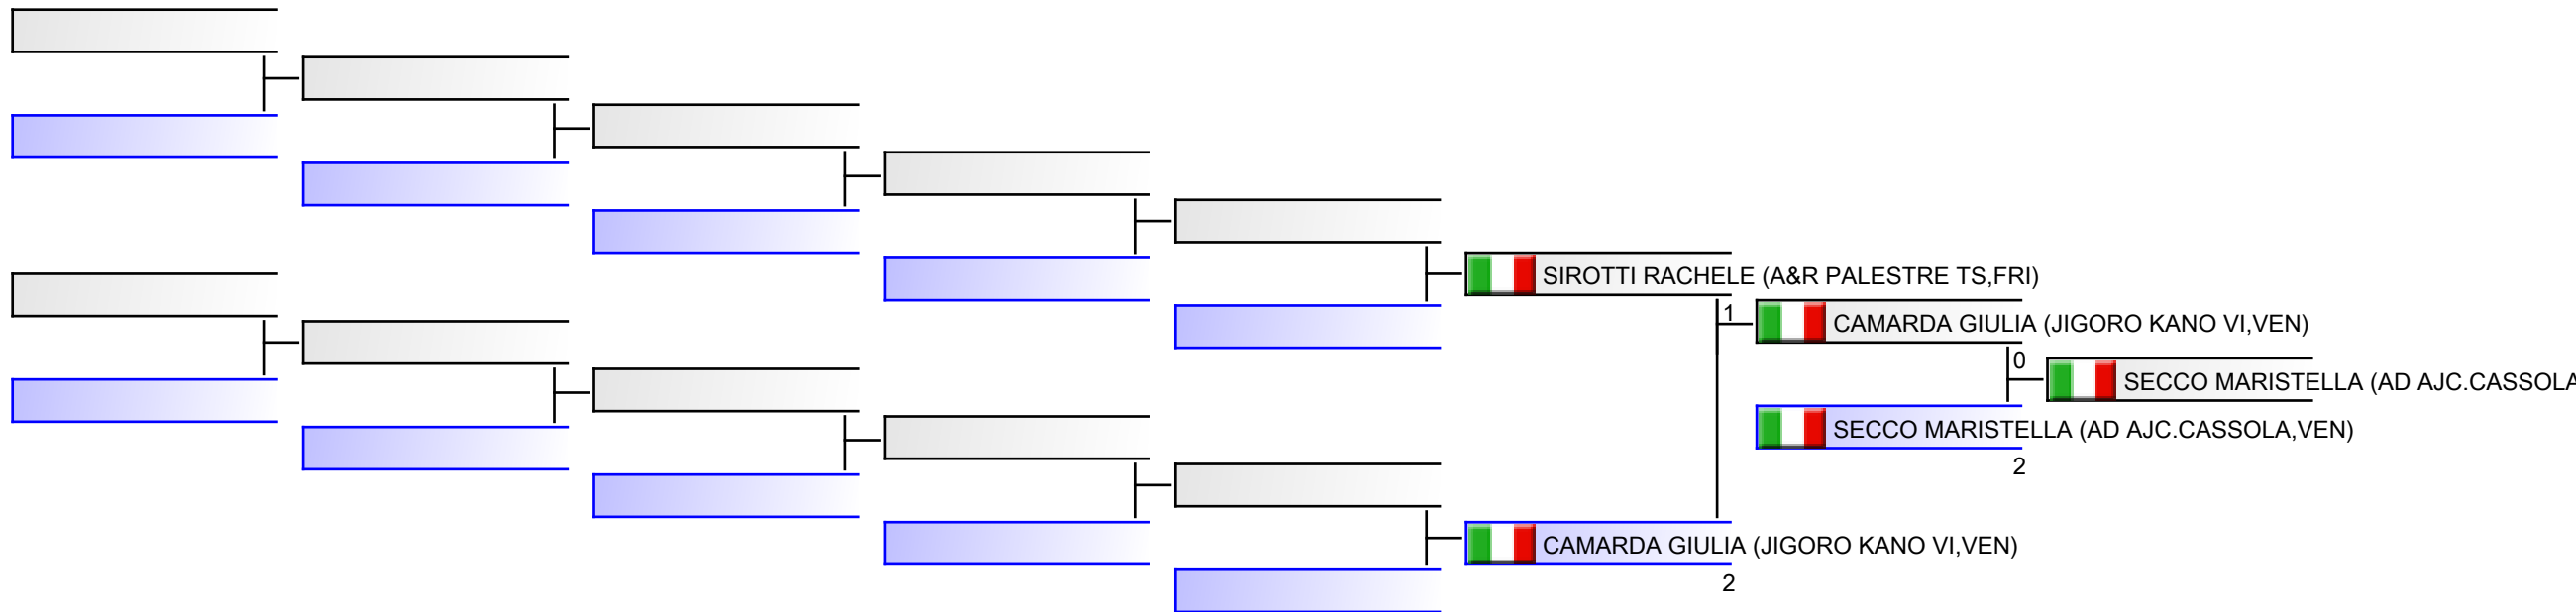 SIROTTI RACHELE (A&R PALESTRE TS,FRI)
1
CAMARDA GIULIA (JIGORO KANO VI,VEN)
0
SECCO MARISTELLA (AD AJC.CASSOLA
SECCO MARISTELLA (AD AJC.CASSOLA,VEN)
2
CAMARDA GIULIA (JIGORO KANO VI,VEN)
2